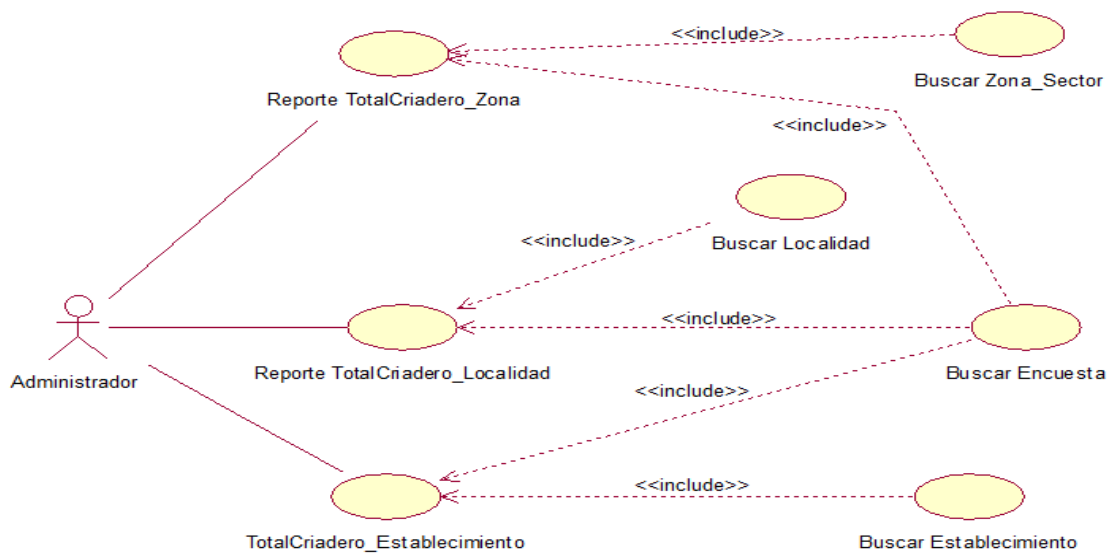 <<include>>
Buscar Zona_Sector
Reporte TotalCriadero_Zona
<<include>>
Buscar Localidad
<<include>>
<<include>>
Administrador
Reporte TotalCriadero_Localidad
Buscar Encuesta
<<include>>
<<include>>
TotalCriadero_Establecimiento
Buscar Establecimiento